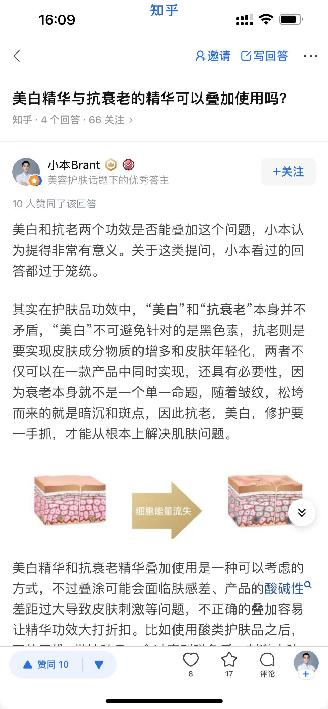 16:09
知乎
邀请
写回答
美白精华与抗衰老的精华可以叠加使用吗?
知乎 · 4 个回答 · 66 关注 >
小本Brant
美容护肤话题下的优秀答主
+关注
10 人赞同了该回答
美白和抗老两个功效是否能叠加这个问题，小本认
为提得非常有意义。关于这类提问，小本看过的回
答都过于笼统。
其实在护肤品功效中，“美白”和“抗衰老”本身并不
矛盾，“美白”不可避免针对的是黑色素，抗老则是
要实现皮肤成分物质的增多和皮肤年轻化，两者不
仅可以在一款产品中同时实现，还具有必要性，因
为衰老本身就不是一个单一命题，随着皱纹，松垮
而来的就是暗沉和斑点，因此抗老，美白，修护要
一手抓，才能从根本上解决肌肤问题。
细胞能量流失
美白精华和抗衰老精华叠加使用是一种可以考虑的
方式，不过叠涂可能会面临肤感差、产品的酸碱性
差距过大导致皮肤刺激等问题，不正确的叠加容易
让精华功效大打折扣。比如使用酸类护肤品之后，
赞同 10
8
17
评论